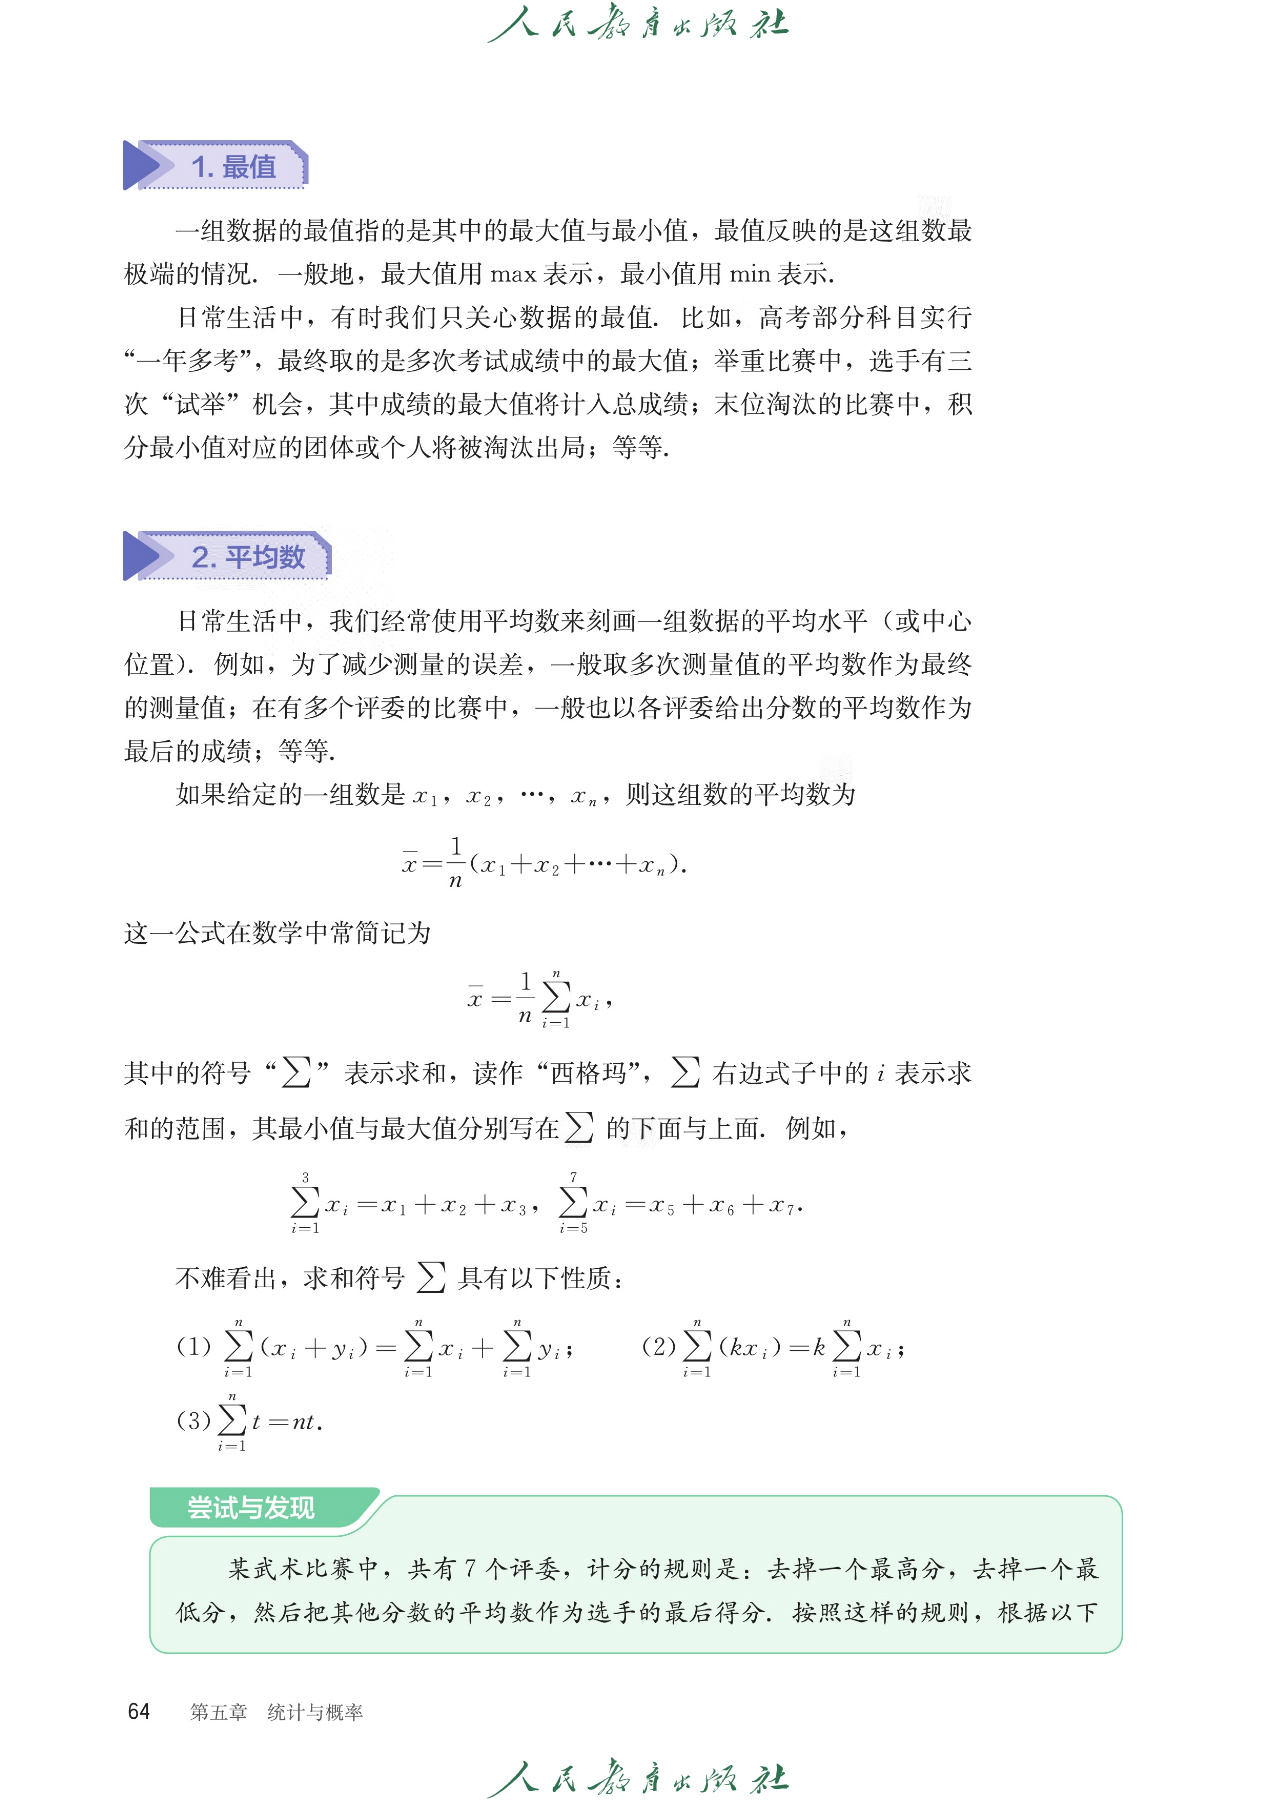 人民教育出版社
1. 最值
一组数据的最值指的是其中的最大值与最小值，最值反映的是这组数最
极端的情况．一般地，最大值用 max 表示，最小值用 min 表示．
日常生活中，有时我们只关心数据的最值．比如，高考部分科目实行
“一年多考”，最终取的是多次考试成绩中的最大值；举重比赛中，选手有三
次“试举”机会，其中成绩的最大值将计入总成绩；末位淘汰的比赛中，积
分最小值对应的团体或个人将被淘汰出局；等等．
2. 平均数
日常生活中，我们经常使用平均数来刻画一组数据的平均水平（或中心
位置）．例如，为了减少测量的误差，一般取多次测量值的平均数作为最终
的测量值；在有多个评委的比赛中，一般也以各评委给出分数的平均数作为
最后的成绩；等等．
如果给定的一组数是 x₁，x₂，…，xₙ，则这组数的平均数为
x̄=\frac{1}{n}(x₁+x₂+…+xₙ)．
这一公式在数学中常简记为
x̄=\frac{1}{n}\sum_{i=1}^{n}x_i，
其中的符号“∑”表示求和，读作“西格玛”，∑ 右边式子中的 i 表示求
和的范围，其最小值与最大值分别写在∑ 的下面与上面．例如，
\sum_{i=1}^{3}x_i=x₁+x₂+x₃，\sum_{i=5}^{7}x_i=x₅+x₆+x₇．
不难看出，求和符号 ∑ 具有以下性质：
（1）\sum_{i=1}^{n}(x_i+y_i)=\sum_{i=1}^{n}x_i+\sum_{i=1}^{n}y_i；（2）\sum_{i=1}^{n}(kx_i)=k\sum_{i=1}^{n}x_i；
（3）\sum_{i=1}^{n}t=nt．
尝试与发现
某武术比赛中，共有 7 个评委，计分的规则是：去掉一个最高分，去掉一个最
低分，然后把其他分数的平均数作为选手的最后得分．按照这样的规则，根据以下
64 第五章 统计与概率
人民教育出版社